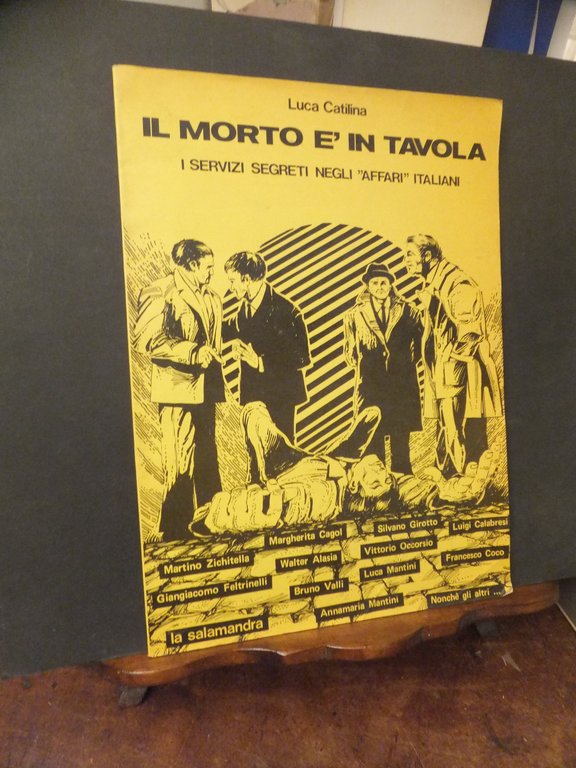 Luca Catilina
IL MORTO E' IN TAVOLA
I SERVIZI SEGRETI NEGLI "AFFARI" ITALIANI
Margherita Cagol
Silvano Girotto
Luigi Calabresi
Martino Zichitella
Walter Alasia
Vittorio Occorsio
Francesco Coco
Giangiacomo Feltrinelli
Bruno Valli
Luca Mantini
Annamaria Mantini
Nonchè gli altri ...
la salamandra